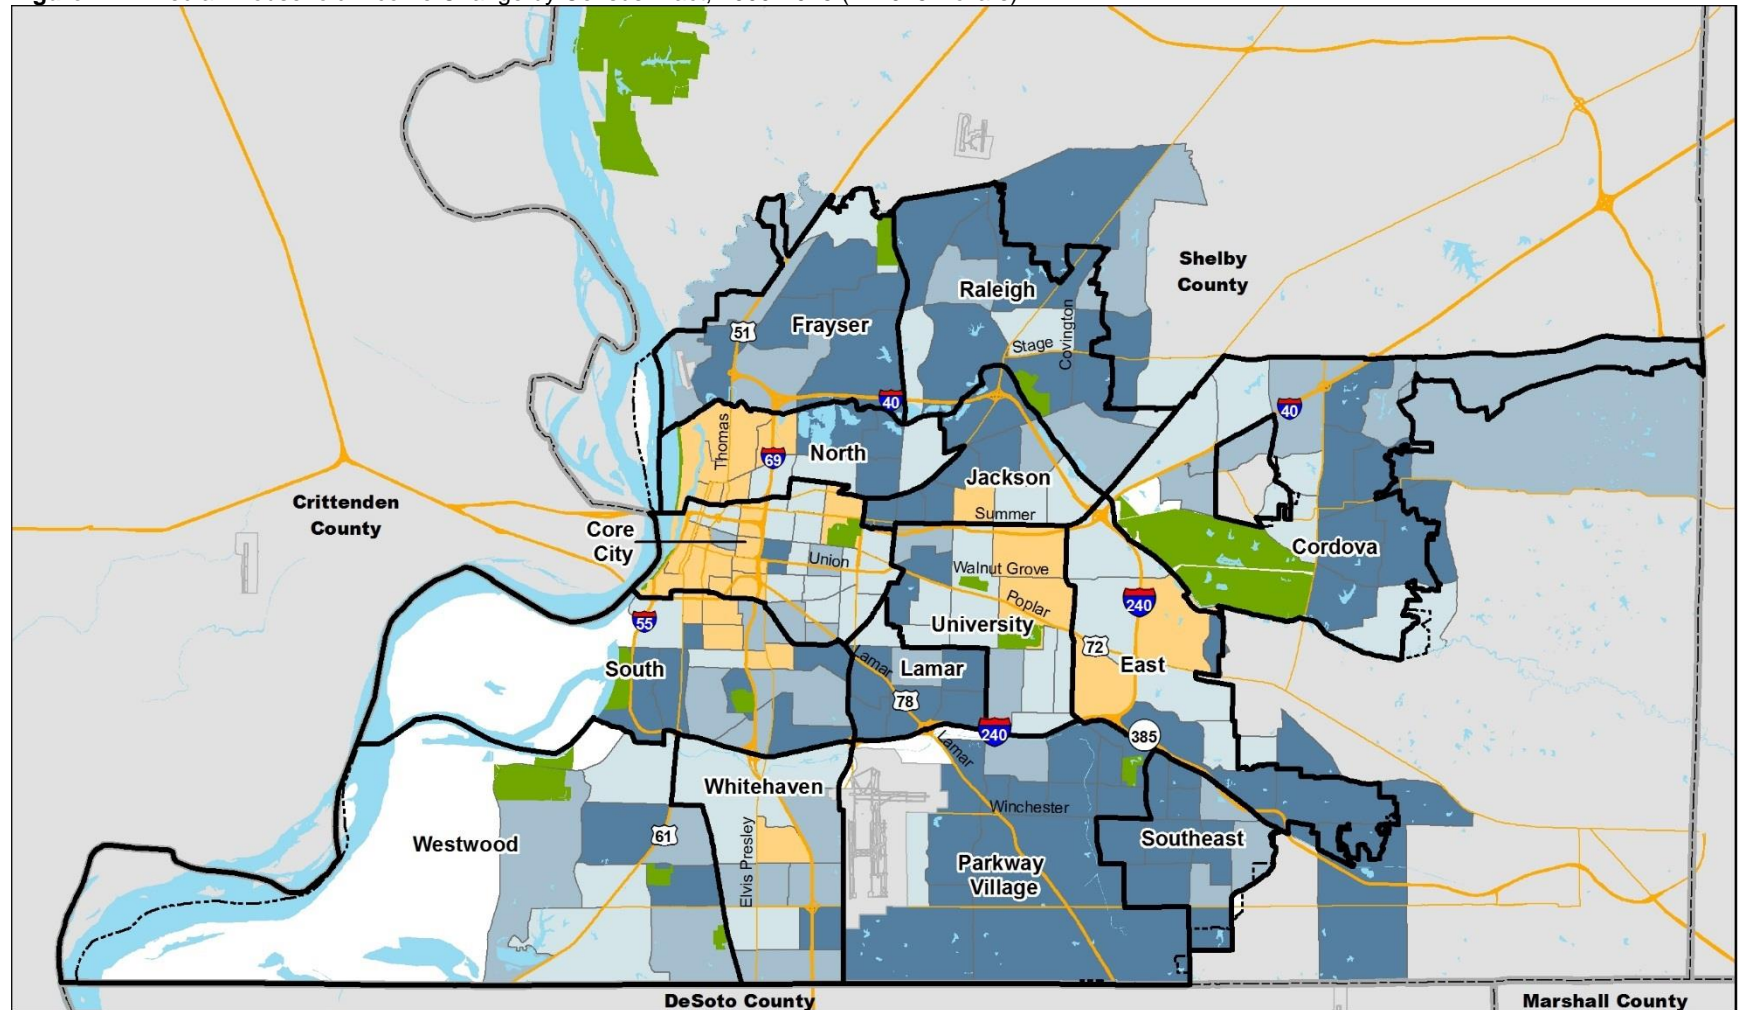 Shelby
County
Raleigh
Frayser
51
Stage
Covington
40
40
Thomas
North
69
Jackson
Crittenden
County
Summer
Core
City
Cordova
Union
Walnut Grove
Poplar
240
55
University
72
South
Lamar
Lamar
East
78
240
385
Lamar
Whitehaven
Winchester
61
Westwood
Southeast
Elvis Presley
Parkway
Village
DeSoto County
Marshall County